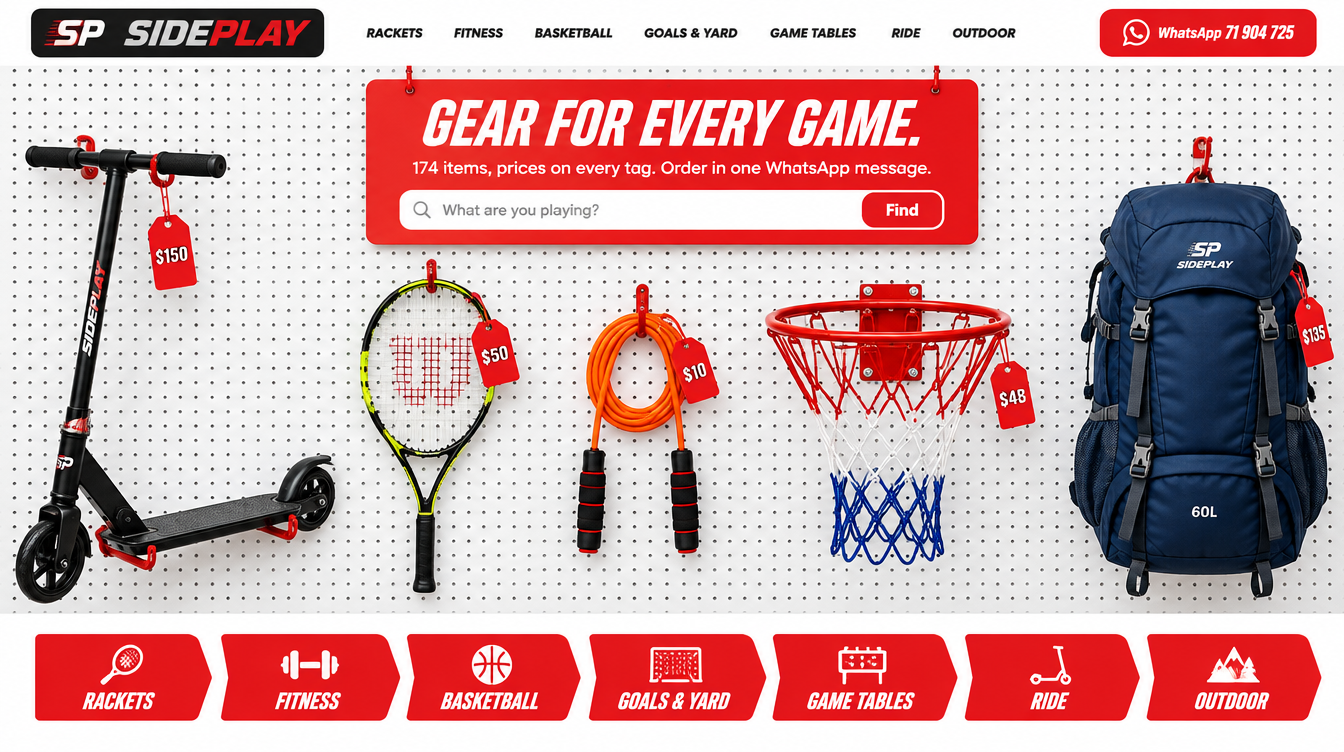 SP SIDEPLAY
RACKETS FITNESS BASKETBALL GOALS & YARD GAME TABLES RIDE OUTDOOR
WhatsApp 71 904 725
GEAR FOR EVERY GAME.
174 items, prices on every tag. Order in one WhatsApp message.
What are you playing?
Find
$150
SIDEPLAY
SP
$50
W
$10
$48
SP
SIDEPLAY
$135
60L
RACKETS
FITNESS
BASKETBALL
GOALS & YARD
GAME TABLES
RIDE
OUTDOOR